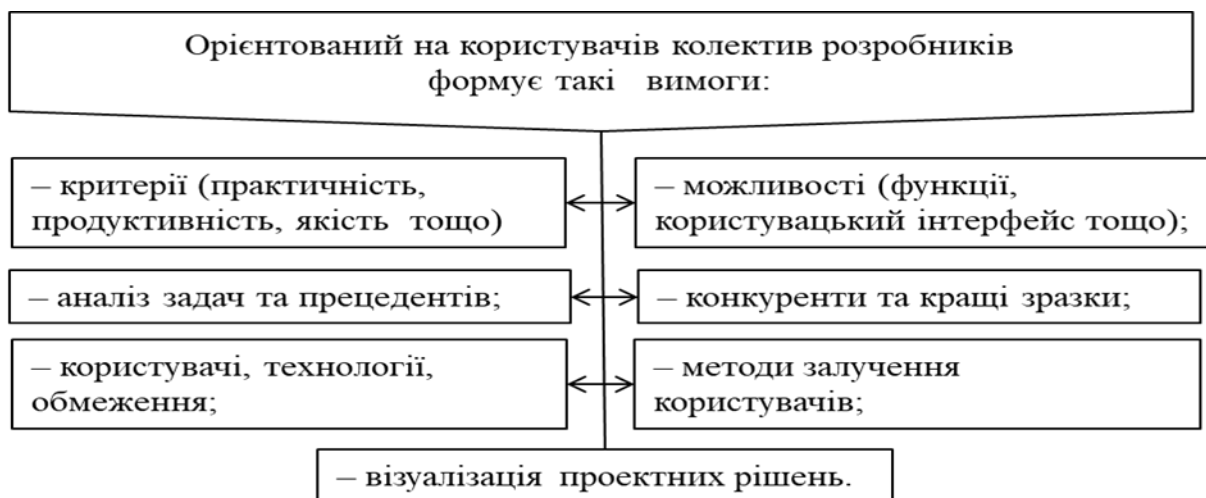 Орієнтований на користувачів колектив розробників
формує такі вимоги:
– критерії (практичність,
продуктивність, якість тощо)
– можливості (функції,
користувацький інтерфейс тощо);
– аналіз задач та прецедентів;
– конкуренти та кращі зразки;
– користувачі, технології,
обмеження;
– методи залучення
користувачів;
– візуалізація проектних рішень.